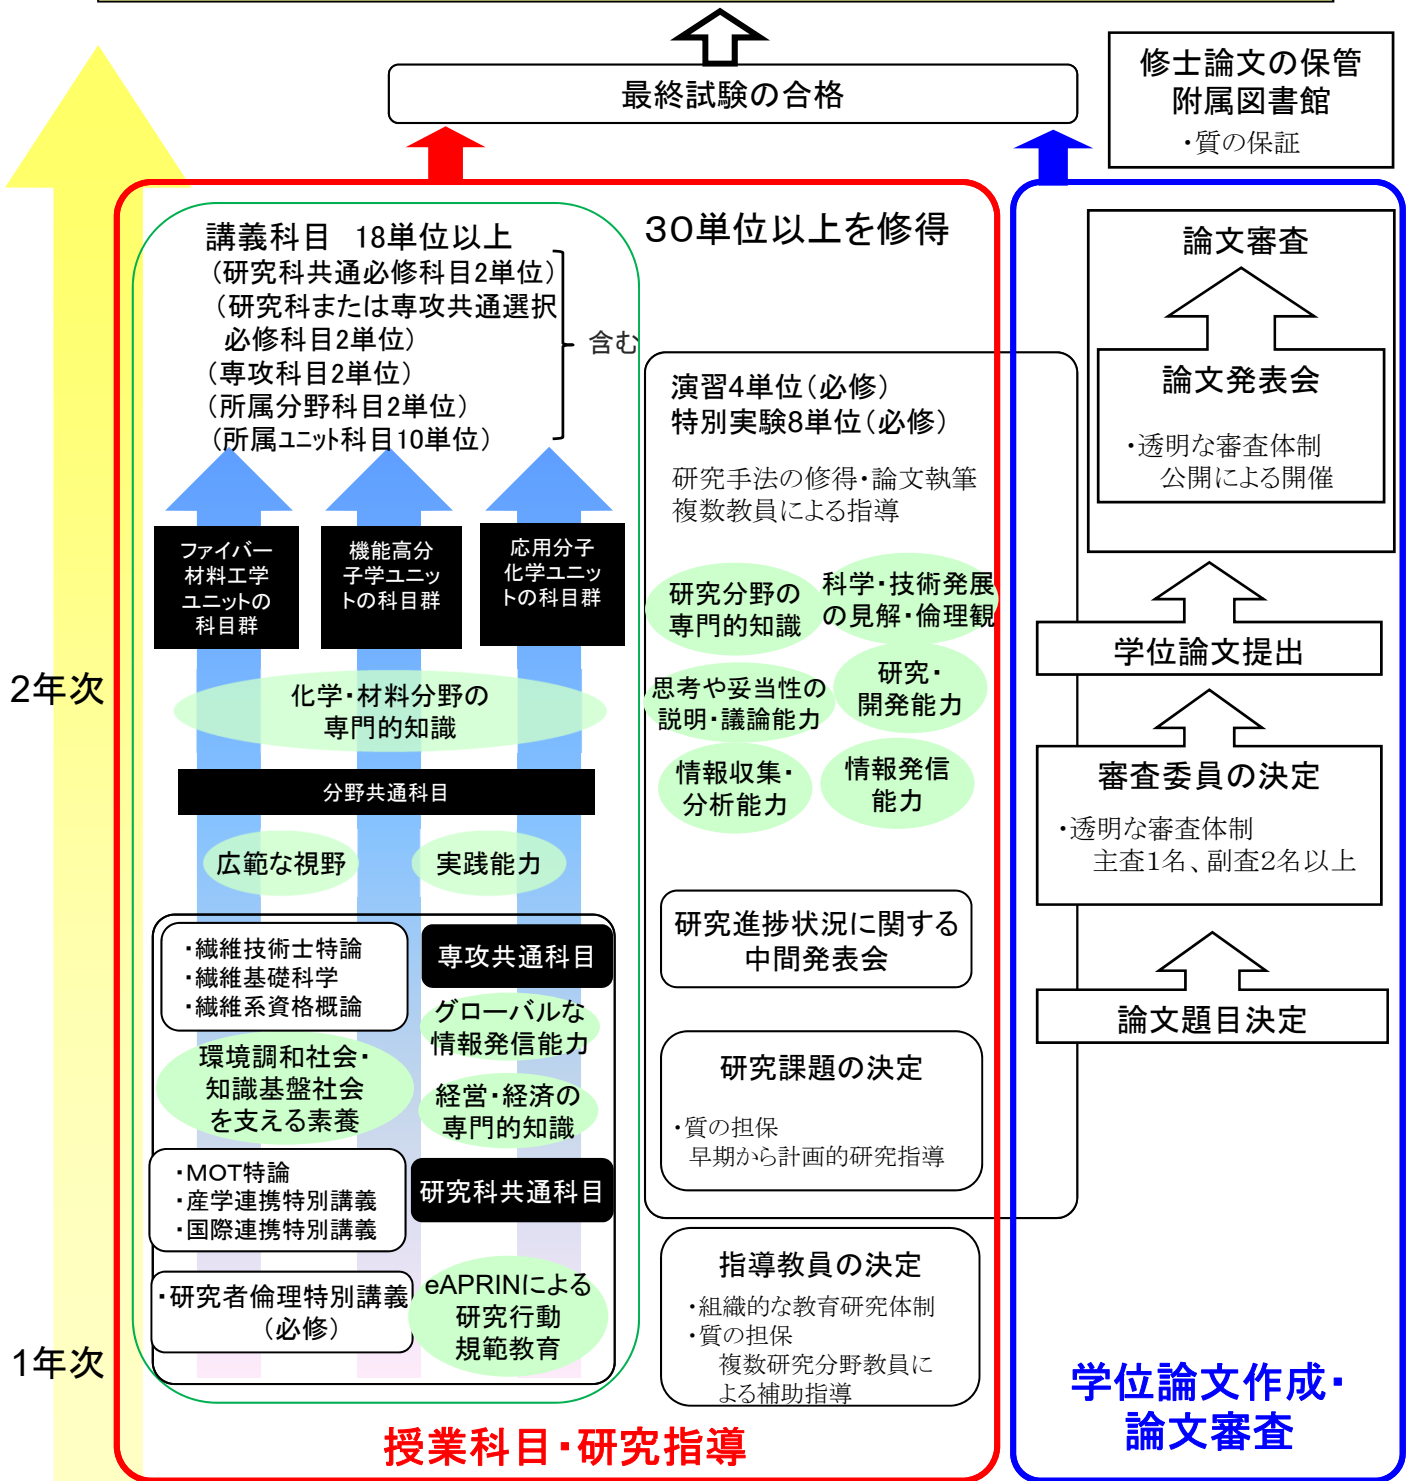 最終試験の合格
修士論文の保管
附属図書館
・質の保証
30単位以上を修得
講義科目 18単位以上
(研究科共通必修科目2単位)
(研究科または専攻共通選択
必修科目2単位)
(専攻科目2単位)
(所属分野科目2単位)
(所属ユニット科目10単位)
含む
ファイバー
材料工学
ユニットの
科目群
機能高分
子学ユニッ
トの科目群
応用分子
化学ユニッ
トの科目群
化学・材料分野の
専門的知識
分野共通科目
広範な視野
実践能力
・繊維技術士特論
・繊維基礎科学
・繊維系資格概論
専攻共通科目
グローバルな
情報発信能力
環境調和社会・
知識基盤社会
を支える素養
経営・経済の
専門的知識
・MOT特論
・産学連携特別講義
・国際連携特別講義
研究科共通科目
・研究者倫理特別講義
(必修)
eAPRINによる
研究行動
規範教育
2年次
1年次
演習4単位(必修)
特別実験8単位(必修)
研究手法の修得・論文執筆
複数教員による指導
研究分野の
専門的知識
科学・技術発展
の見解・倫理観
思考や妥当性の
説明・議論能力
研究・
開発能力
情報収集・
分析能力
情報発信
能力
研究進捗状況に関する
中間発表会
研究課題の決定
・質の担保
早期から計画的研究指導
指導教員の決定
・組織的な教育研究体制
・質の担保
複数研究分野教員に
よる補助指導
授業科目・研究指導
論文審査
論文発表会
・透明な審査体制
公開による開催
学位論文提出
審査委員の決定
・透明な審査体制
主査1名、副査2名以上
論文題目決定
学位論文作成・
論文審査